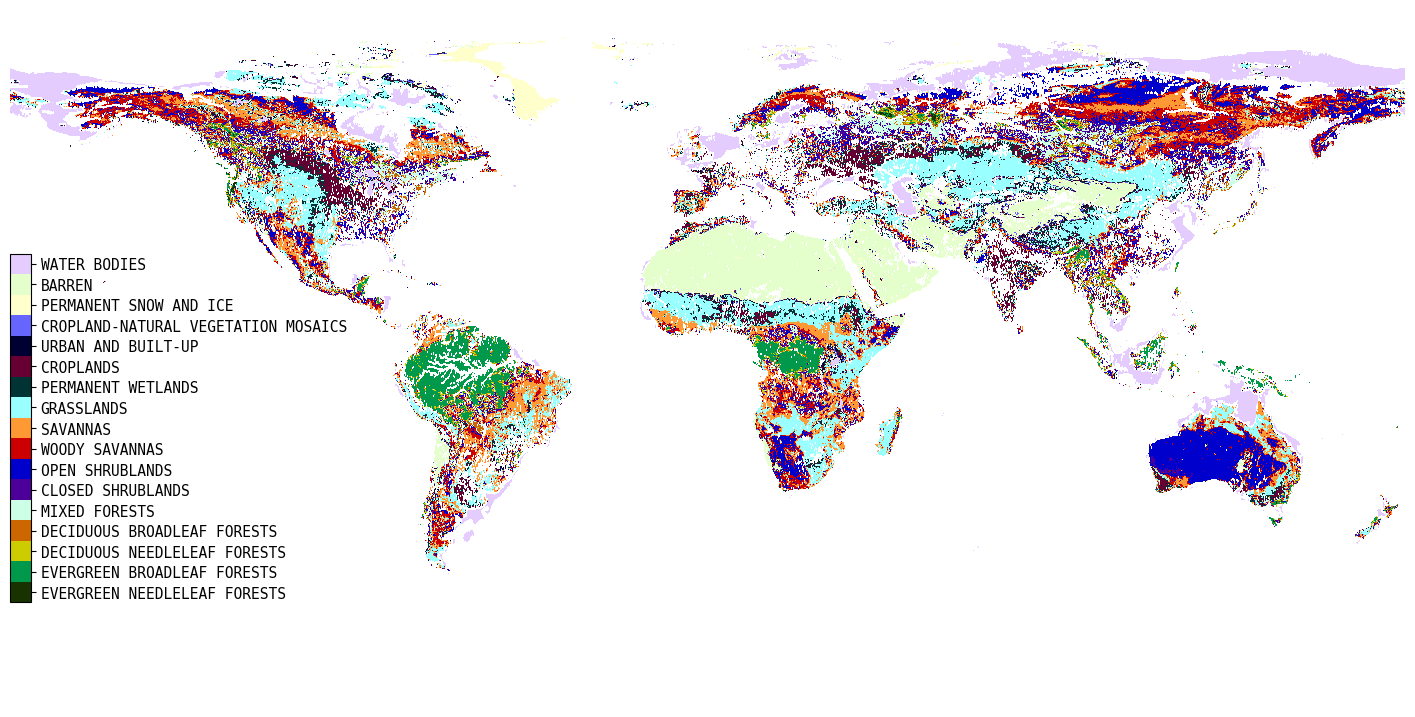 WATER BODIES
BARREN
PERMANENT SNOW AND ICE
CROPLAND-NATURAL VEGETATION MOSAICS
URBAN AND BUILT-UP
CROPLANDS
PERMANENT WETLANDS
GRASSLANDS
SAVANNAS
WOODY SAVANNAS
OPEN SHRUBLANDS
CLOSED SHRUBLANDS
MIXED FORESTS
DECIDUOUS BROADLEAF FORESTS
DECIDUOUS NEEDLELEAF FORESTS
EVERGREEN BROADLEAF FORESTS
EVERGREEN NEEDLELEAF FORESTS